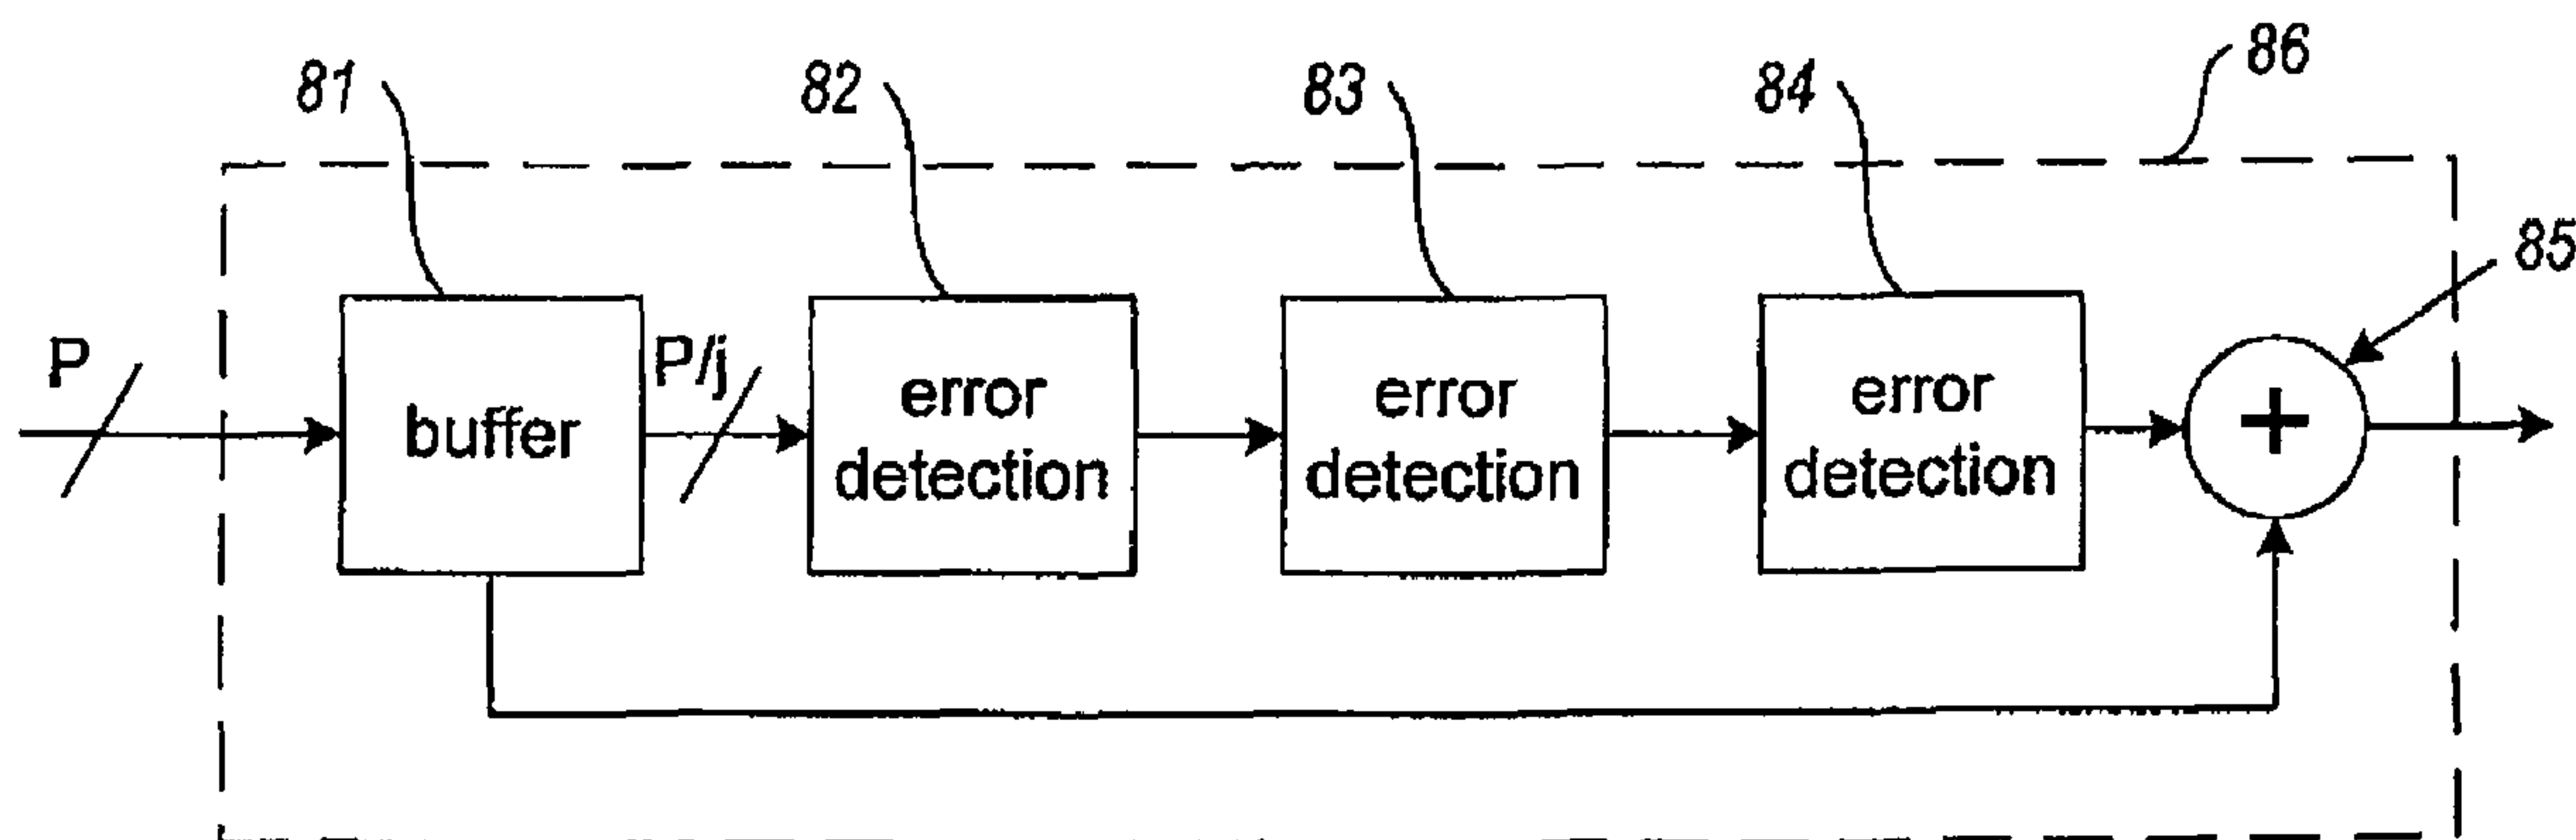 86
81
82
83
84
85
P
P/j
buffer
error
detection
error
detection
error
detection
+